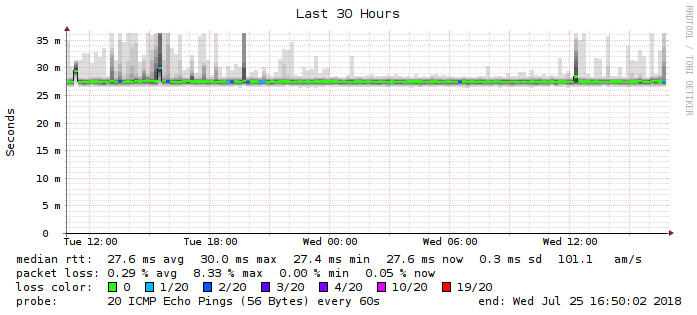 Last 30 Hours
RRDTOOL / TOBI OETIKER
Seconds
35 m
30 m
25 m
20 m
15 m
10 m
5 m
0
Tue 12:00 Tue 18:00 Wed 00:00 Wed 06:00 Wed 12:00
median rtt: 27.6 ms avg 30.0 ms max 27.4 ms min 27.6 ms now 0.3 ms sd 101.1 am/s
packet loss: 0.29 % avg 8.33 % max 0.00 % min 0.05 % now
loss color: 0 1/20 2/20 3/20 4/20 10/20 19/20
probe: 20 ICMP Echo Pings (56 Bytes) every 60s end: Wed Jul 25 16:50:02 2018